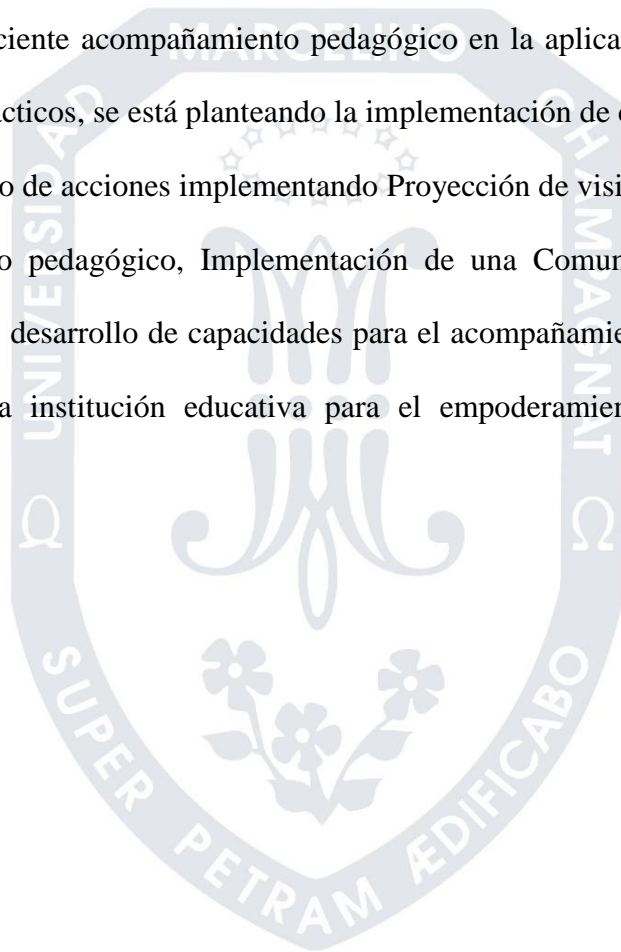 ciente acompañamiento pedagógico en la aplica
ácticos, se está planteando la implementación de
o de acciones implementando Proyección de visi
o pedagógico, Implementación de una Comun
desarrollo de capacidades para el acompañamie
a institución educativa para el empoderamien
UNIVERSIDAD MARCELINO CHAMPAGNAT
Ω Ω
SUPER PETRAM ÆDIFICABO